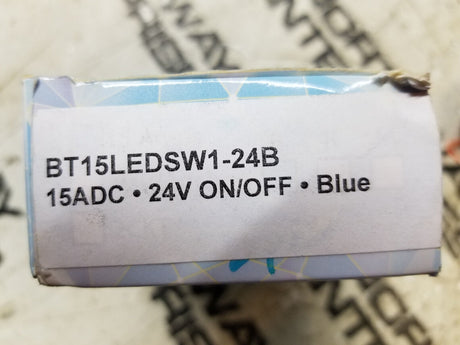 BT15LEDSW1-24B
15ADC • 24V ON/OFF • Blue